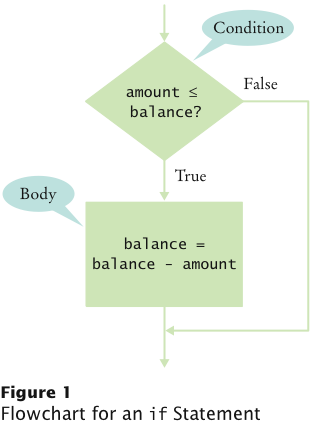 Condition
amount ≤
balance?
False
True
Body
balance =
balance - amount
Figure 1
Flowchart for an if Statement